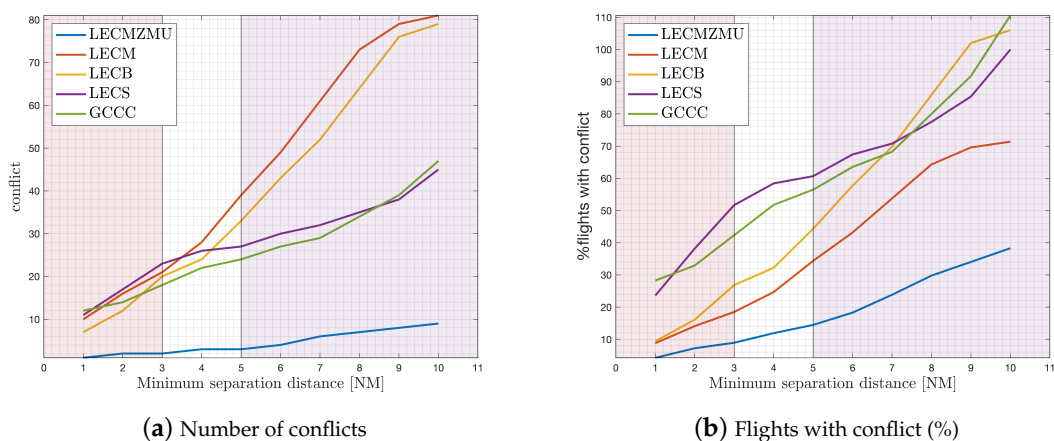 80
70
60
50
40
30
20
10
conflict
LECMZMU
LECM
LECB
LECS
GCCC
0 1 2 3 4 5 6 7 8 9 10 11
Minimum separation distance [NM]
(a) Number of conflicts
110
100
90
80
70
60
50
40
30
20
10
%flights with conflict
LECMZMU
LECM
LECB
LECS
GCCC
0 1 2 3 4 5 6 7 8 9 10 11
Minimum separation distance [NM]
(b) Flights with conflict (%)